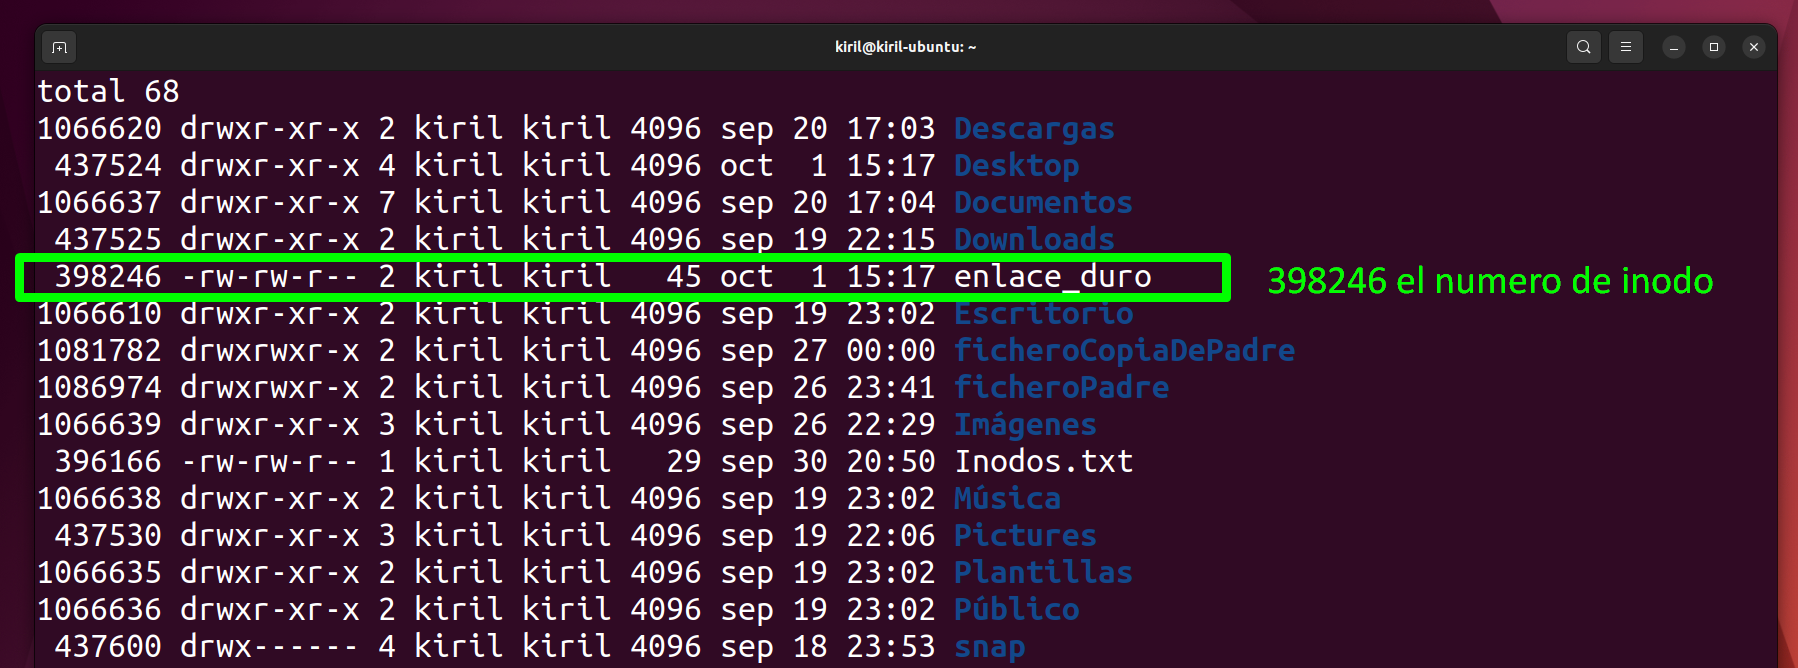 kiril@kiril-ubuntu: ~
total 68
1066620 drwxr-xr-x 2 kiril kiril 4096 sep 20 17:03 Descargas
 437524 drwxr-xr-x 4 kiril kiril 4096 oct  1 15:17 Desktop
1066637 drwxr-xr-x 7 kiril kiril 4096 sep 20 17:04 Documentos
 437525 drwxr-xr-x 2 kiril kiril 4096 sep 19 22:15 Downloads
 398246 -rw-rw-r-- 2 kiril kiril   45 oct  1 15:17 enlace_duro 398246 el numero de inodo
1066610 drwxr-xr-x 2 kiril kiril 4096 sep 19 23:02 Escritorio
1081782 drwxrwxr-x 2 kiril kiril 4096 sep 27 00:00 ficheroCopiaDePadre
1086974 drwxrwxr-x 2 kiril kiril 4096 sep 26 23:41 ficheroPadre
1066639 drwxr-xr-x 3 kiril kiril 4096 sep 26 22:29 Imágenes
 396166 -rw-rw-r-- 1 kiril kiril   29 sep 30 20:50 Inodos.txt
1066638 drwxr-xr-x 2 kiril kiril 4096 sep 19 23:02 Música
 437530 drwxr-xr-x 3 kiril kiril 4096 sep 19 22:06 Pictures
1066635 drwxr-xr-x 2 kiril kiril 4096 sep 19 23:02 Plantillas
1066636 drwxr-xr-x 2 kiril kiril 4096 sep 19 23:02 Público
 437600 drwx------ 4 kiril kiril 4096 sep 18 23:53 snap